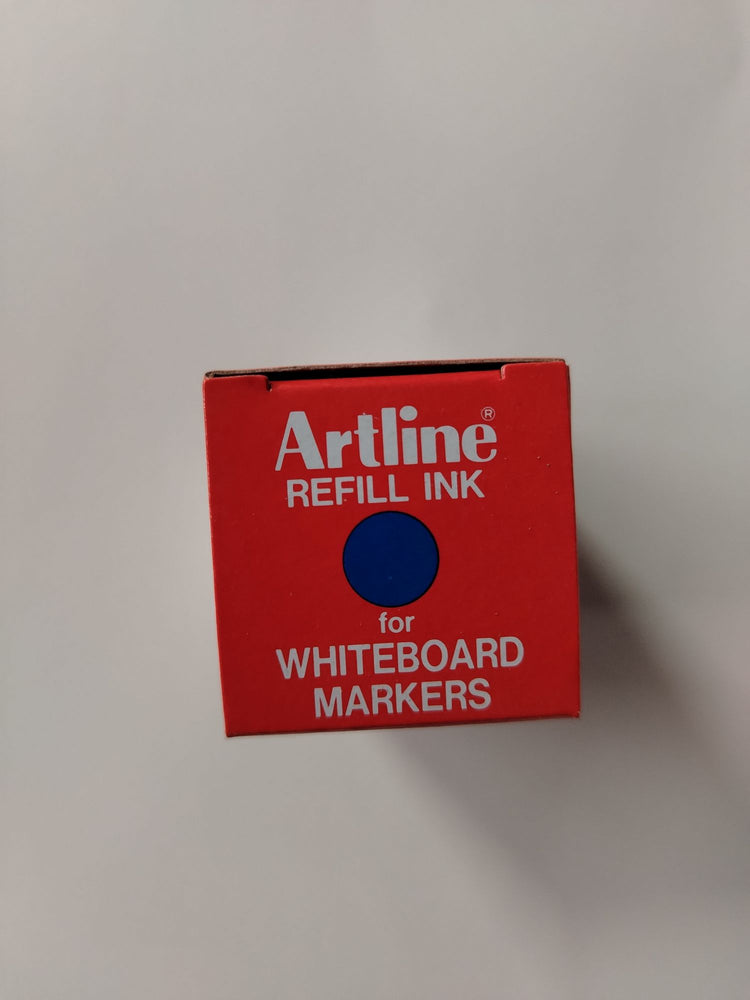 Artline®
REFILL INK
for
WHITEBOARD
MARKERS